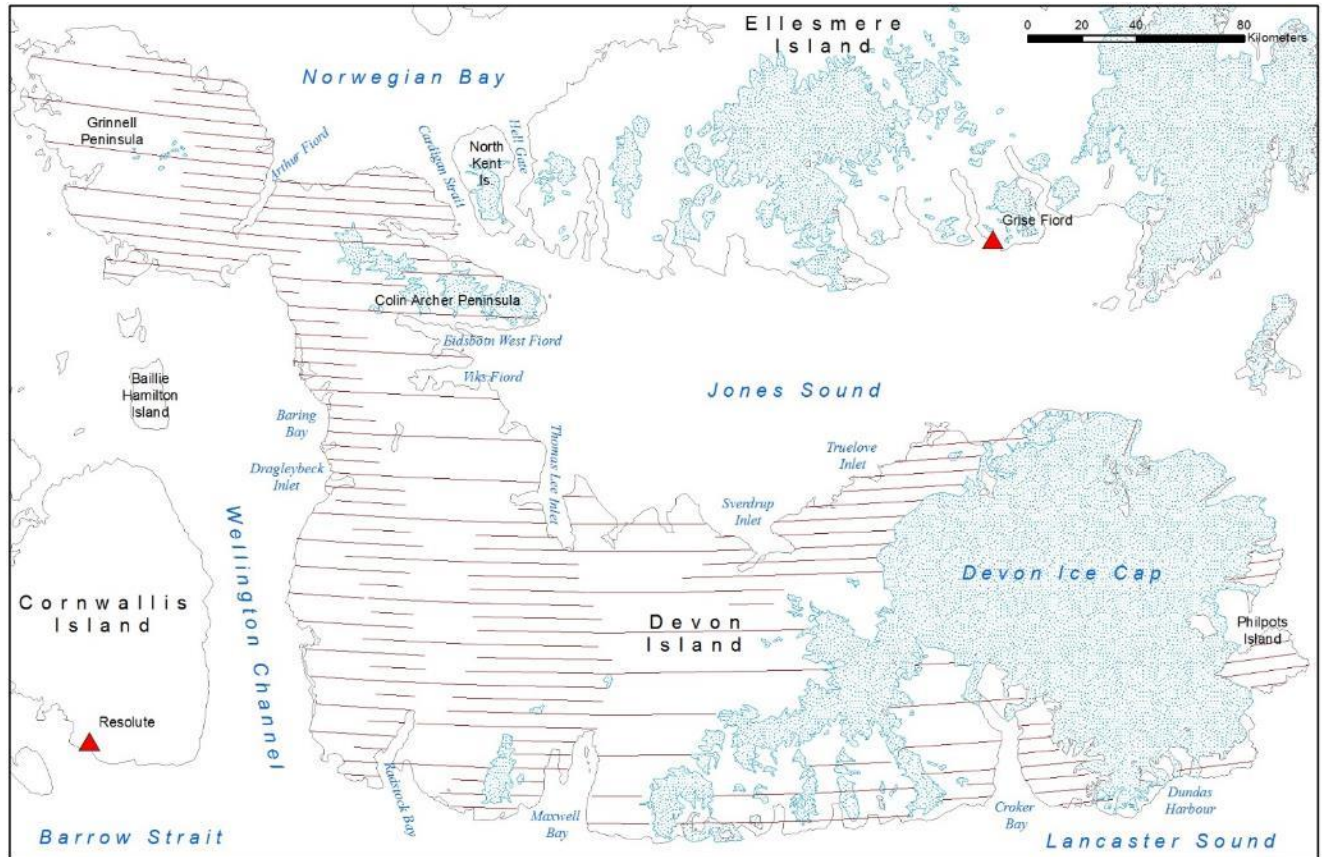 Ellesmere
Island
0 20 40 80
Kilometers
Norwegian Bay
Grinnell
Peninsula
Arthur Fiord
Cardigan Strait
North
Kent
Is.
Hell Gate
Grise Fiord
Colin Archer Peninsula
Eidsbotn West Fiord
Viks Fiord
Baillie
Hamilton
Island
Jones Sound
Baring
Bay
Thomas Lee Inlet
Truelove
Inlet
Dragleybeck
Inlet
Sverdrup
Inlet
Wellington Channel
Devon Ice Cap
Cornwallis
Island
Devon
Island
Philpots
Island
Resolute
Radstock Bay
Maxwell
Bay
Croker
Bay
Dundas
Harbour
Barrow Strait
Lancaster Sound